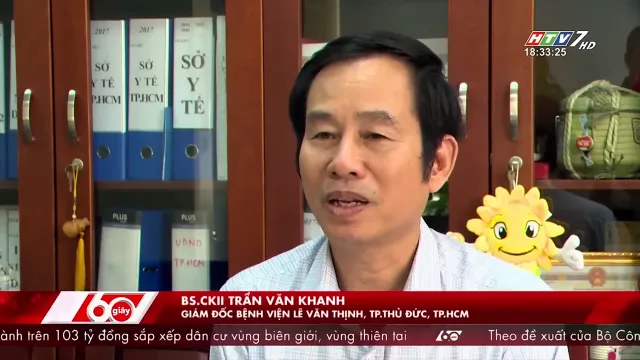 HTV7 HD
18:33:25
2017
SỞ
Y TẾ
TP.HCM
2017
SỞ
Y TẾ
TP.HCM
SỞ
Y
TẾ
PLUS
PLUS
UBND
TP.HCM
BS.CKII TRẦN VĂN KHANH
GIÁM ĐỐC BỆNH VIỆN LÊ VĂN THỊNH, TP.THỦ ĐỨC, TP.HCM
60 giây
ành trên 103 tỷ đồng sắp xếp dân cư vùng biên giới, vùng thiên tai
60
Theo đề xuất của Bộ Côn